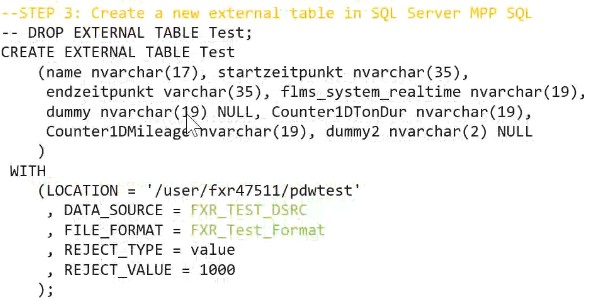 --STEP 3: Create a new external table in SQL Server MPP SQL
-- DROP EXTERNAL TABLE Test;
CREATE EXTERNAL TABLE Test
(name nvarchar(17), startzeitpunkt nvarchar(35),
endzeitpunkt varchar(35), flms_system_realtime nvarchar(19),
dummy nvarchar(19) NULL, Counter1DTonDur nvarchar(19),
Counter1DMileage nvarchar(19), dummy2 nvarchar(2) NULL
)
WITH
(LOCATION = '/user/fxr47511/pdwtest'
, DATA_SOURCE = FXR_TEST_DSRC
, FILE_FORMAT = FXR_Test_Format
, REJECT_TYPE = value
, REJECT_VALUE = 1000
);